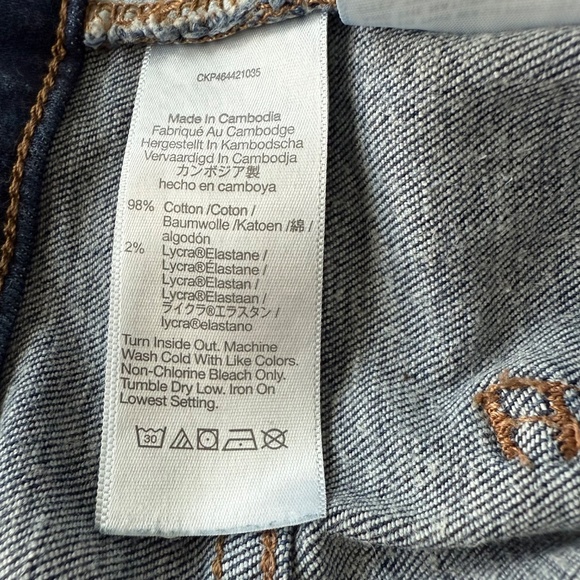 CKP464421035
Made In Cambodia
Fabriqué Au Cambodge
Hergestellt In Kambodscha
Vervaardigd In Cambodja
カンボジア製
hecho en camboya
98% Cotton /Coton /
Baumwolle /Katoen /綿 /
algodón
2% Lycra®Elastane /
Lycra®Élastane /
Lycra®Elastan /
Lycra®Elastaan /
ライクラ®エラスタン /
lycra®elastano
Turn Inside Out. Machine
Wash Cold With Like Colors.
Non-Chlorine Bleach Only.
Tumble Dry Low. Iron On
Lowest Setting.
30